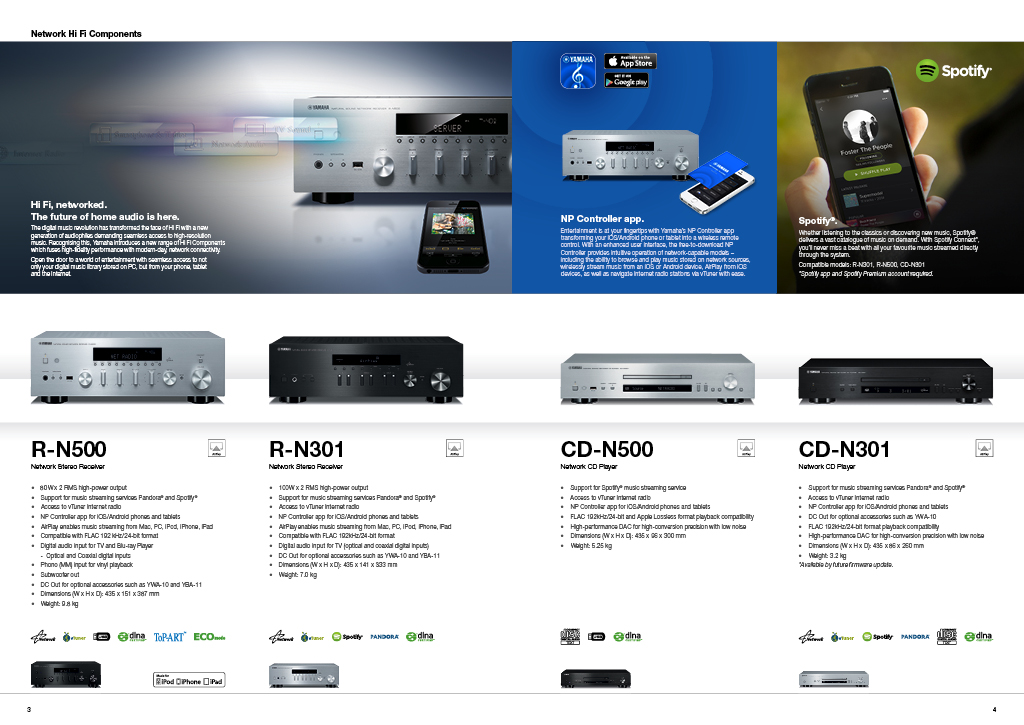 Network Hi Fi Components
YAMAHA
SERVER
Hi Fi, networked.
The future of home audio is here.
The digital music revolution has transformed the face of Hi Fi with a new
generation of audiophiles demanding seamless access to high-resolution
music. Recognising this, Yamaha introduces a new range of Hi Fi Components
which fuses high-fidelity performance with modern-day, network connectivity.
Open the door to a world of entertainment with seamless access to not
only your digital music library stored on PC, but from your phone, tablet
and the internet.
YAMAHA
Available on the
App Store
GET IT ON
Google play
NP Controller app.
Entertainment is at your fingertips with Yamaha's NP Controller app
transforming your iOS/Android phone or tablet into a wireless remote
control. With an enhanced user interface, the free-to-download NP
Controller provides intuitive operation of network-capable models –
including the ability to browse and play music stored on network sources,
wirelessly stream music from an iOS or Android device, AirPlay from iOS
devices, as well as navigate internet radio stations via vTuner with ease.
Spotify®
Foster The People
SHUFFLE PLAY
Spotify*.
Whether listening to the classics or discovering new music, Spotify®
delivers a vast catalogue of music on demand. With Spotify Connect*,
you'll never miss a beat with all your favourite music streamed directly
through the system.
Compatible models: R-N301, R-N500, CD-N301
*Spotify app and Spotify Premium account required.
NET RADIO
R-N500
AirPlay
Network Stereo Receiver
• 80W x 2 RMS high-power output
• Support for music streaming services Pandora® and Spotify®
• Access to vTuner internet radio
• NP Controller app for iOS/Android phones and tablets
• AirPlay enables music streaming from Mac, PC, iPod, iPhone, iPad
• Compatible with FLAC 192 kHz/24-bit format
• Digital audio input for TV and Blu-ray Player
- Optical and Coaxial digital inputs
• Phono (MM) input for vinyl playback
• Subwoofer out
• DC Out for optional accessories such as YWA-10 and YBA-11
• Dimensions (W x H x D): 435 x 151 x 387 mm
• Weight: 9.8 kg
Network
vTuner
dlna
ToP-ART
ECO mode
Made for
iPod iPhone iPad
R-N301
AirPlay
Network Stereo Receiver
• 100W x 2 RMS high-power output
• Support for music streaming services Pandora® and Spotify®
• Access to vTuner internet radio
• NP Controller app for iOS/Android phones and tablets
• AirPlay enables music streaming from Mac, PC, iPod, iPhone, iPad
• Compatible with FLAC 192kHz/24-bit format
• Digital audio input for TV (optical and coaxial digital inputs)
• DC Out for optional accessories such as YWA-10 and YBA-11
• Dimensions (W x H x D): 435 x 141 x 333 mm
• Weight: 7.0 kg
Network
vTuner
Spotify®
PANDORA®
dlna
CD-N500
AirPlay
Network CD Player
• Support for Spotify® music streaming service
• Access to vTuner internet radio
• NP Controller app for iOS/Android phones and tablets
• FLAC 192kHz/24-bit and Apple Lossless format playback compatibility
• High-performance DAC for high-conversion precision with low noise
• Dimensions (W x H x D): 435 x 96 x 300 mm
• Weight: 5.25 kg
dlna
CD-N301
AirPlay
Network CD Player
• Support for music streaming services Pandora® and Spotify®
• Access to vTuner internet radio
• NP Controller app for iOS/Android phones and tablets
• DC Out for optional accessories such as YWA-10
• FLAC 192kHz/24-bit format playback compatibility
• High-performance DAC for high-conversion precision with low noise
• Dimensions (W x H x D): 435 x 86 x 260 mm
• Weight: 3.2 kg
*Available by future firmware update.
Network
vTuner
Spotify®
PANDORA®
dlna
3
4